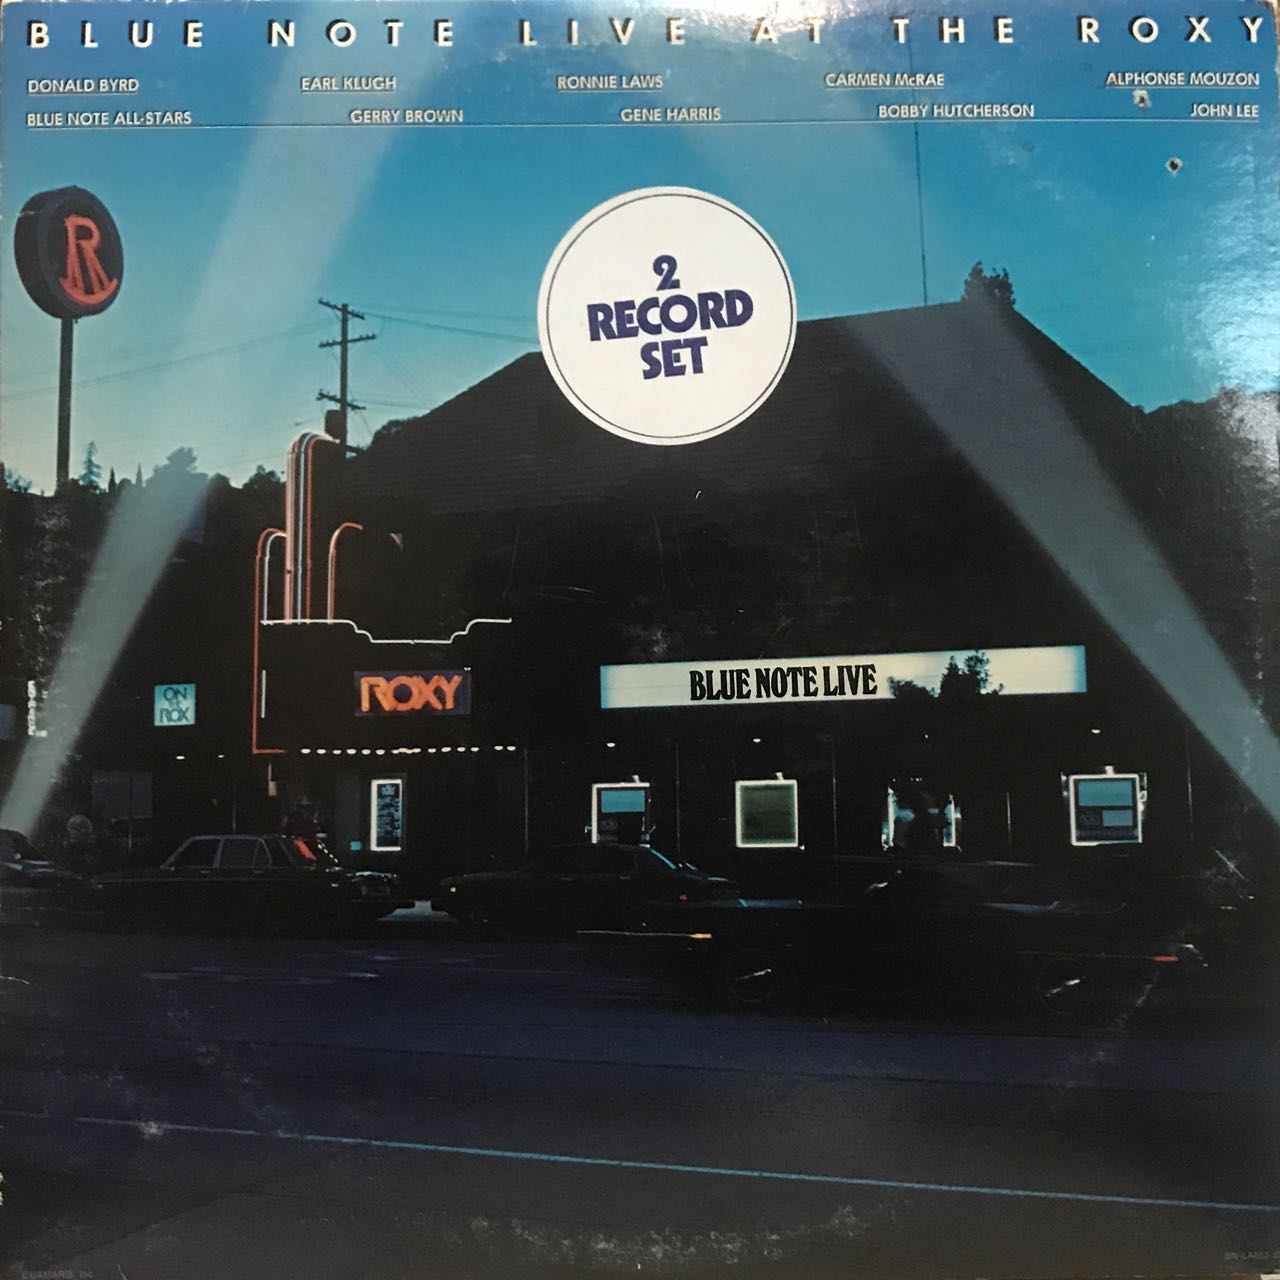 BLUE NOTE LIVE AT THE ROXY
DONALD BYRD EARL KLUGH RONNIE LAWS CARMEN McRAE ALPHONSE MOUZON
BLUE NOTE ALL-STARS GERRY BROWN GENE HARRIS BOBBY HUTCHERSON JOHN LEE
R
2
RECORD
SET
ON
ROX
ROXY
BLUE NOTE LIVE